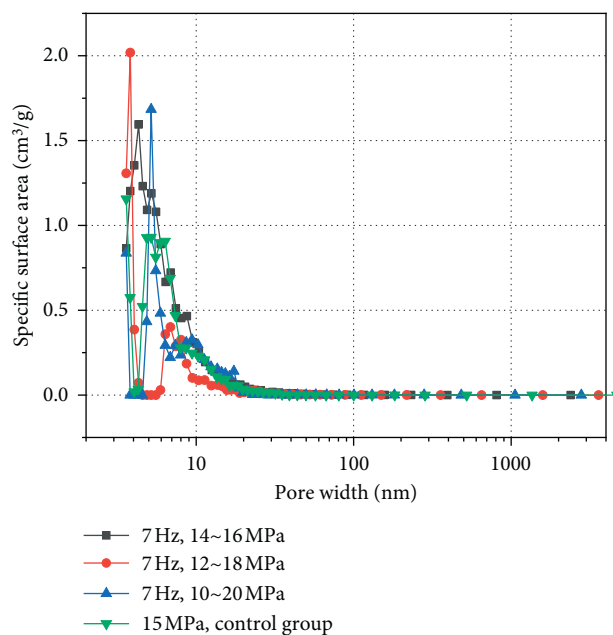 2.0
1.5
1.0
0.5
0.0
Specific surface area (cm³/g)
10 100 1000
Pore width (nm)
7 Hz, 14~16 MPa
7 Hz, 12~18 MPa
7 Hz, 10~20 MPa
15 MPa, control group